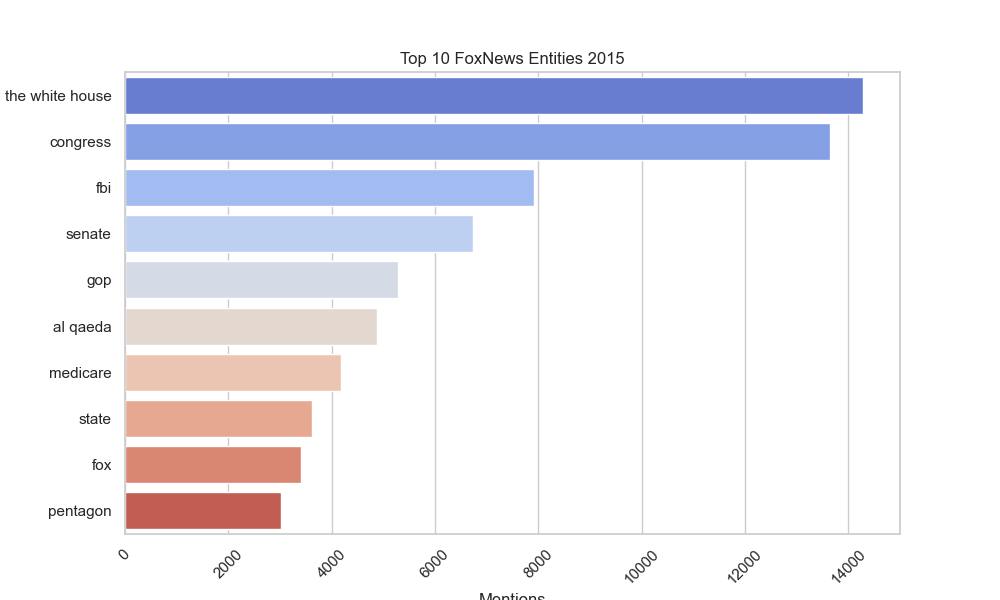 Top 10 FoxNews Entities 2015
the white house
congress
fbi
senate
gop
al qaeda
medicare
state
fox
pentagon
0 2000 4000 6000 8000 10000 12000 14000
Mentions